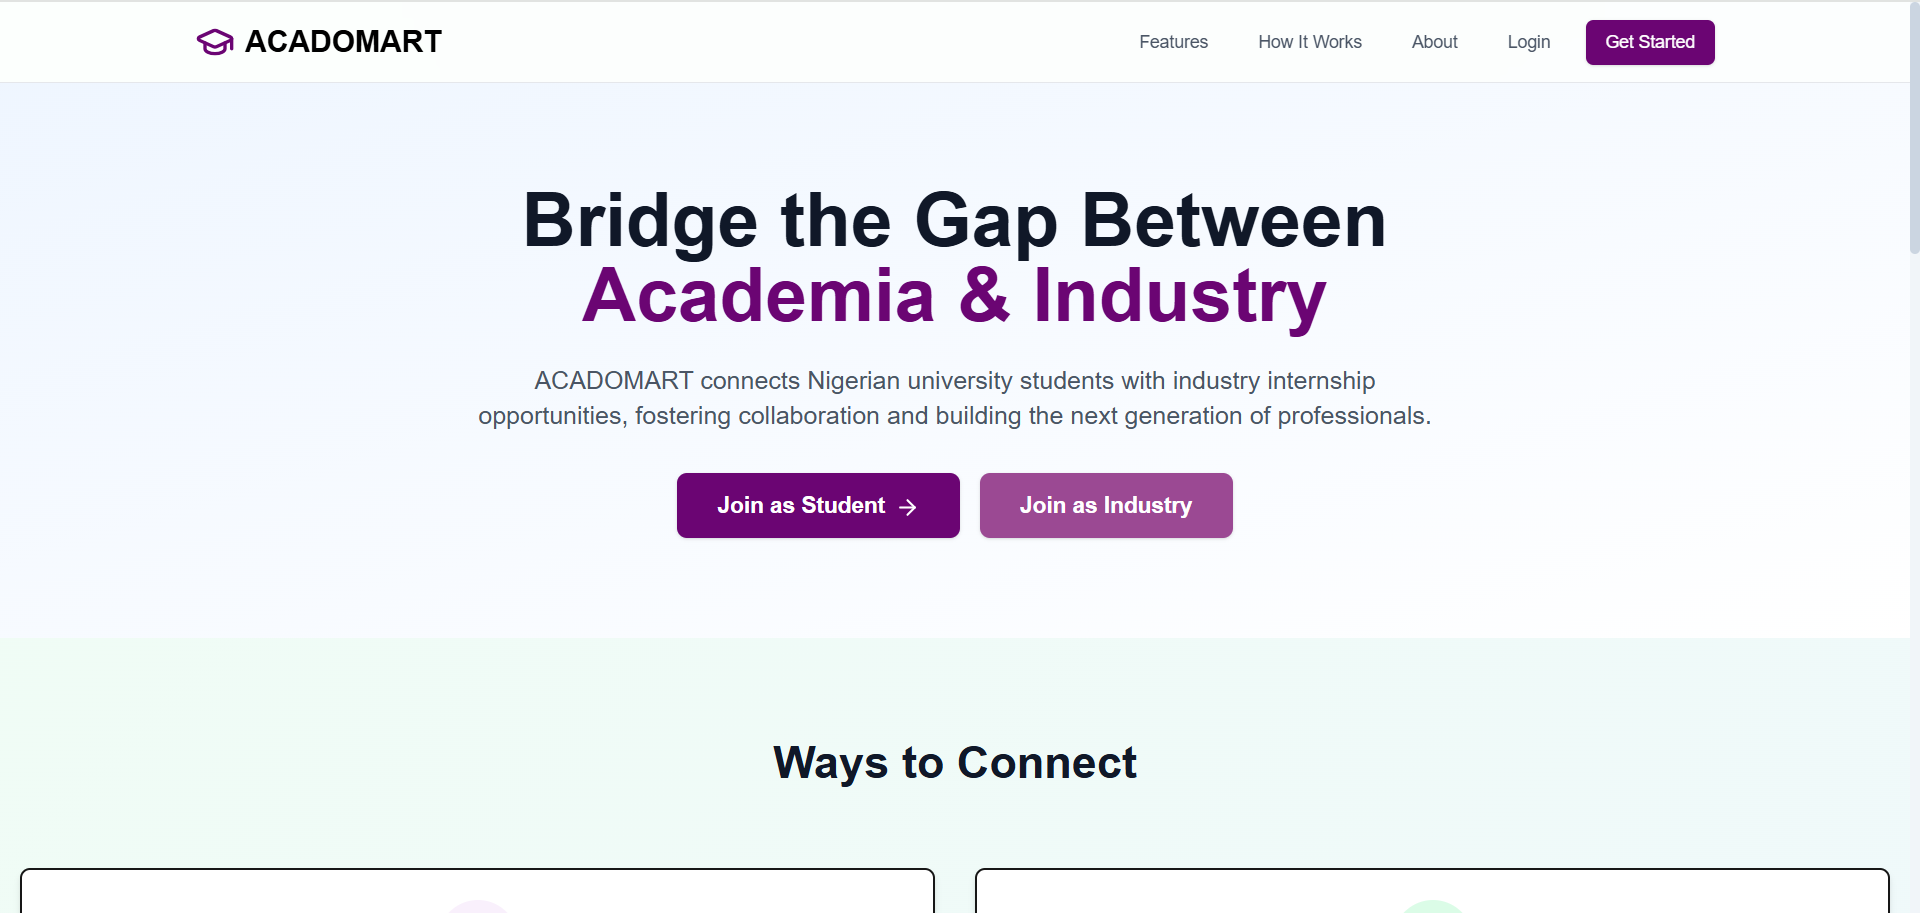 ACADOMART
Features
How It Works
About
Login
Get Started
Bridge the Gap Between
Academia & Industry
ACADOMART connects Nigerian university students with industry internship
opportunities, fostering collaboration and building the next generation of professionals.
Join as Student →
Join as Industry
Ways to Connect